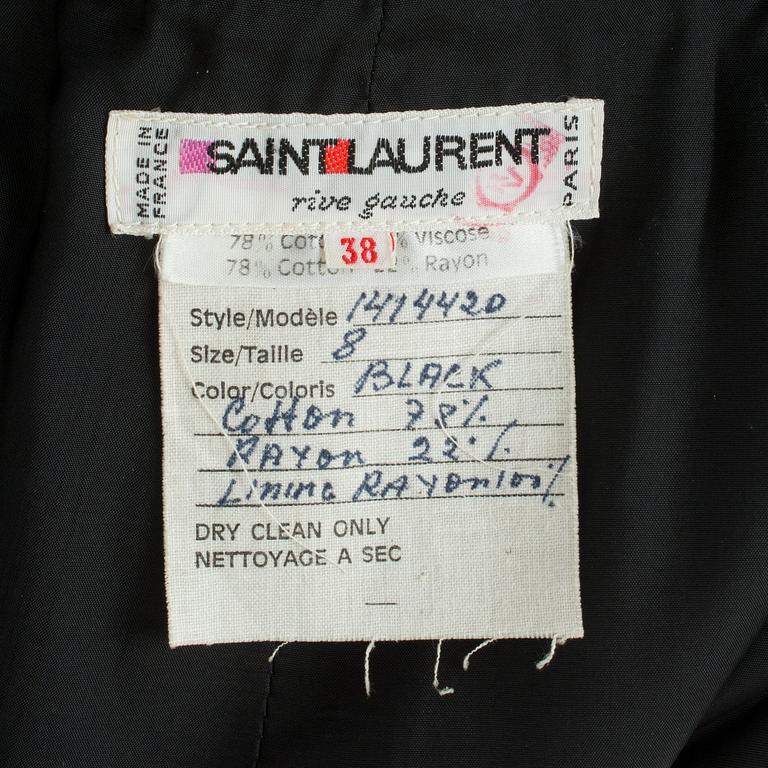 MADE IN
FRANCE
SAINT LAURENT
rive gauche
PARIS
38
78% % Viscose
78% Cotton 22% Rayon
Style/Modèle 1414420
Size/Taille 8
Color/Coloris BLACK
Cotton 78%
RAYon 22%
Lining RAYon 100%
DRY CLEAN ONLY
NETTOYAGE A SEC